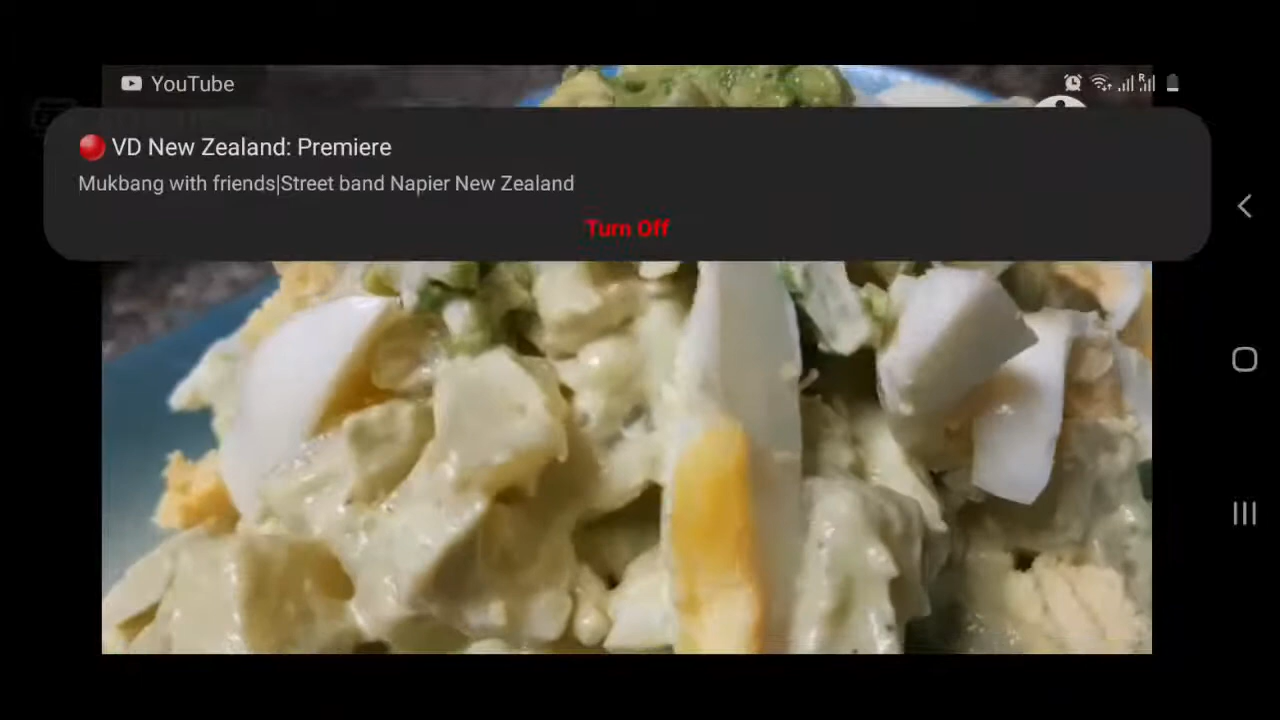 YouTube
VD New Zealand: Premiere
Mukbang with friends|Street band Napier New Zealand
Turn Off